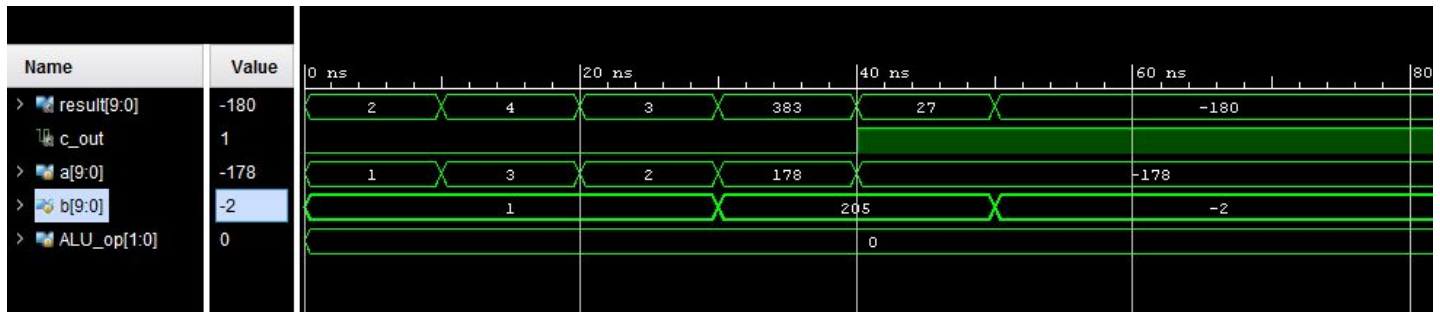 Name Value 0 ns 20 ns 40 ns 60 ns 80
result[9:0] -180 2 4 3 383 27 -180
c_out 1
a[9:0] -178 1 3 2 178 -178
b[9:0] -2 1 205 -2
ALU_op[1:0] 0 0